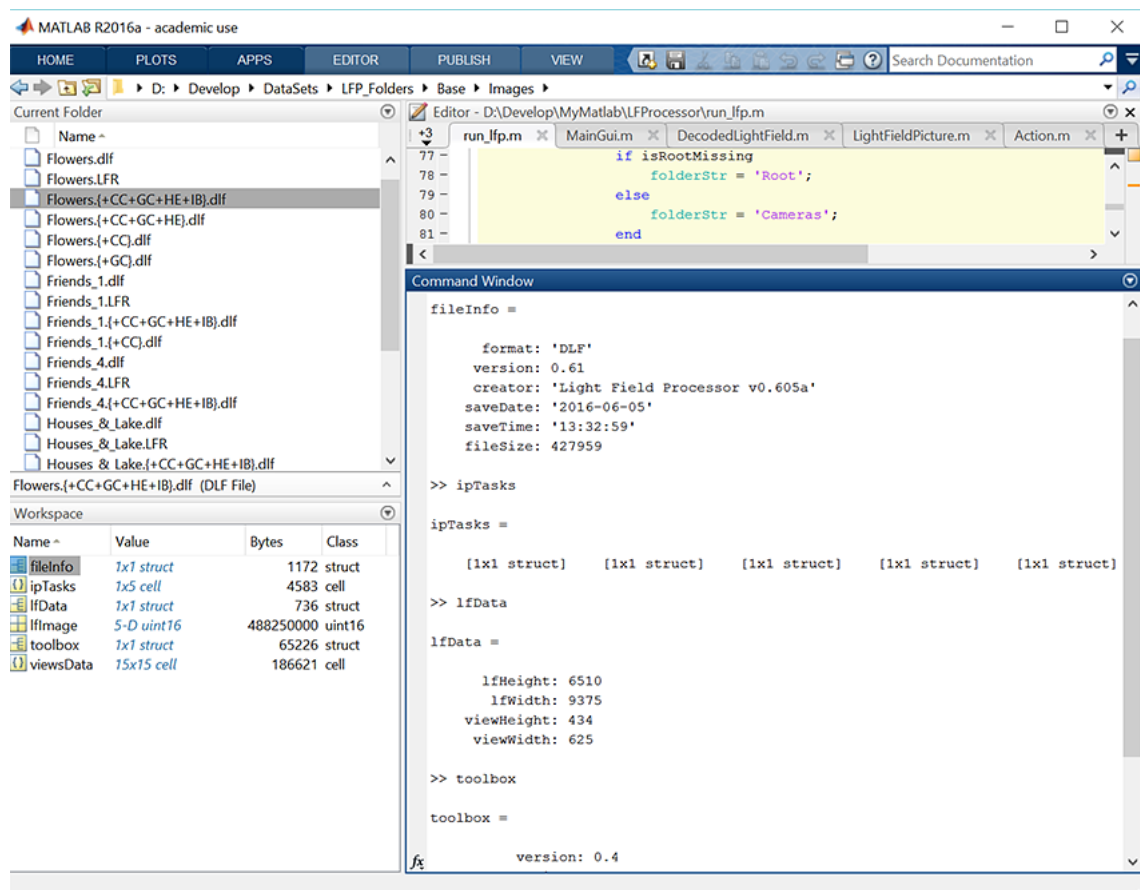 MATLAB R2016a - academic use
HOME PLOTS APPS EDITOR PUBLISH VIEW Search Documentation
D: Develop DataSets LFP_Folders Base Images
Current Folder
Name
Flowers.dlf
Flowers.LFR
Flowers.{+CC+GC+HE+IB}.dlf
Flowers.{+CC+GC+HE}.dlf
Flowers.{+CC}.dlf
Flowers.{+GC}.dlf
Friends_1.dlf
Friends_1.LFR
Friends_1.{+CC+GC+HE+IB}.dlf
Friends_1.{+CC}.dlf
Friends_4.dlf
Friends_4.LFR
Friends_4.{+CC+GC+HE+IB}.dlf
Houses_&_Lake.dlf
Houses_&_Lake.LFR
Houses_&_Lake.{+CC+GC+HE+IB}.dlf
Flowers.{+CC+GC+HE+IB}.dlf (DLF File)
Workspace
Name Value Bytes Class
fileInfo 1x1 struct 1172 struct
ipTasks 1x5 cell 4583 cell
lfData 1x1 struct 736 struct
lfImage 5-D uint16 488250000 uint16
toolbox 1x1 struct 65226 struct
viewsData 15x15 cell 186621 cell
Editor - D:\Develop\MyMatlab\LFProcessor\run_lfp.m
+3 run_lfp.m MainGui.m DecodedLightField.m LightFieldPicture.m Action.m +
77 - if isRootMissing
78 - folderStr = 'Root';
79 - else
80 - folderStr = 'Cameras';
81 - end
Command Window
fileInfo =
format: 'DLF'
version: 0.61
creator: 'Light Field Processor v0.605a'
saveDate: '2016-06-05'
saveTime: '13:32:59'
fileSize: 427959
>> ipTasks
ipTasks =
[1x1 struct] [1x1 struct] [1x1 struct] [1x1 struct] [1x1 struct]
>> lfData
lfData =
lfHeight: 6510
lfWidth: 9375
viewHeight: 434
viewWidth: 625
>> toolbox
toolbox =
version: 0.4
fx